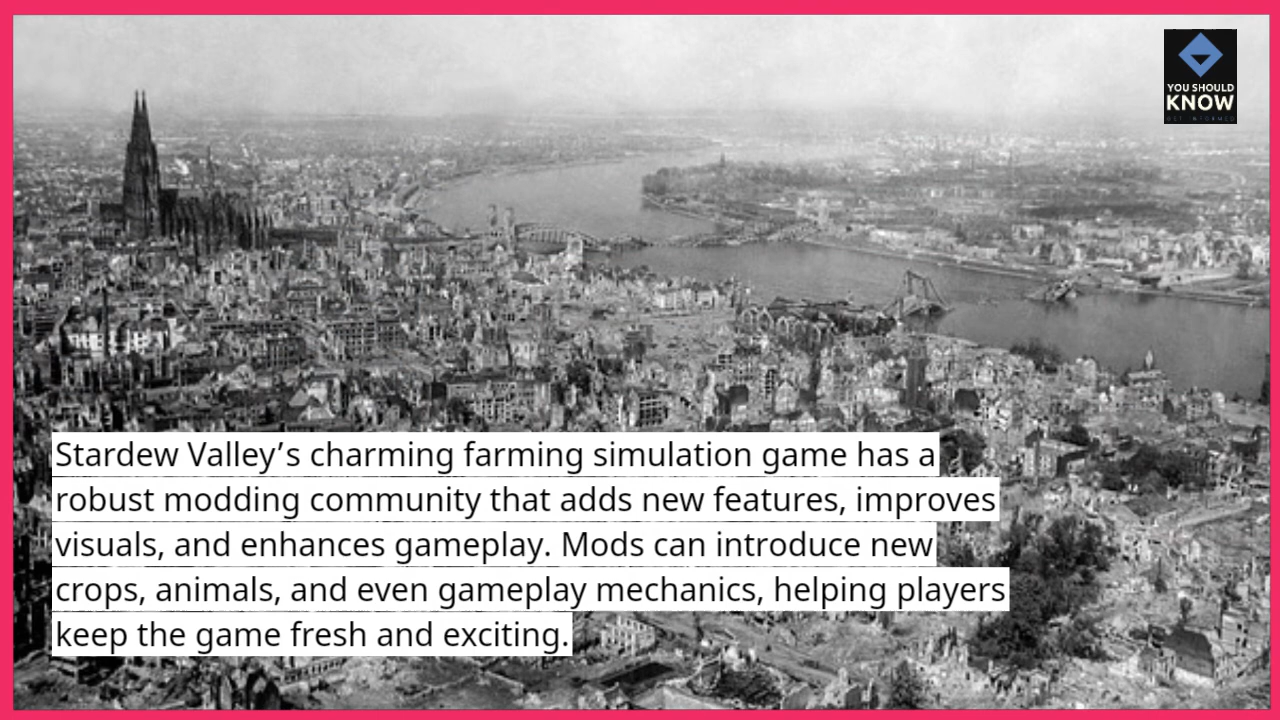 YOU SHOULD
KNOW
GET INFORMED
Stardew Valley’s charming farming simulation game has a
robust modding community that adds new features, improves
visuals, and enhances gameplay. Mods can introduce new
crops, animals, and even gameplay mechanics, helping players
keep the game fresh and exciting.